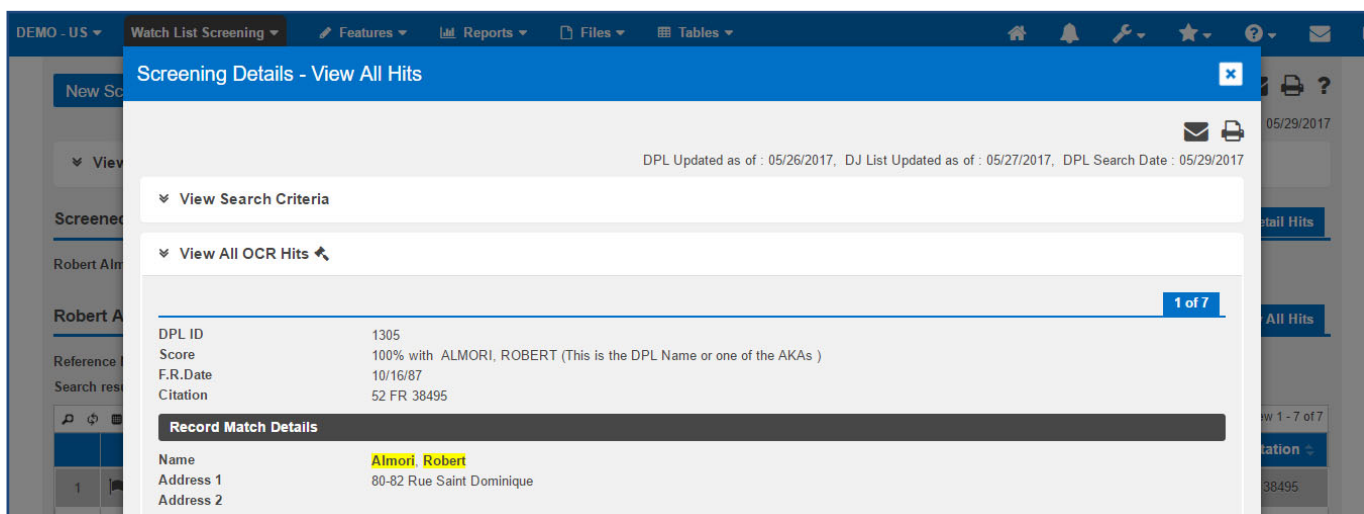 DEMO - US Watch List Screening Features Reports Files Tables
Screening Details - View All Hits
New Sc
05/29/2017
DPL Updated as of : 05/26/2017, DJ List Updated as of : 05/27/2017, DPL Search Date : 05/29/2017
View
View Search Criteria
Screened
etail Hits
View All OCR Hits
Robert Alm
1 of 7
Robert A
All Hits
DPL ID 1305
Score 100% with ALMORI, ROBERT (This is the DPL Name or one of the AKAs )
Reference
F.R.Date 10/16/87
Search resu
Citation 52 FR 38495
ew 1 - 7 of 7
Record Match Details
tation
Name Almori, Robert
Address 1 80-82 Rue Saint Dominique
1
38495
Address 2